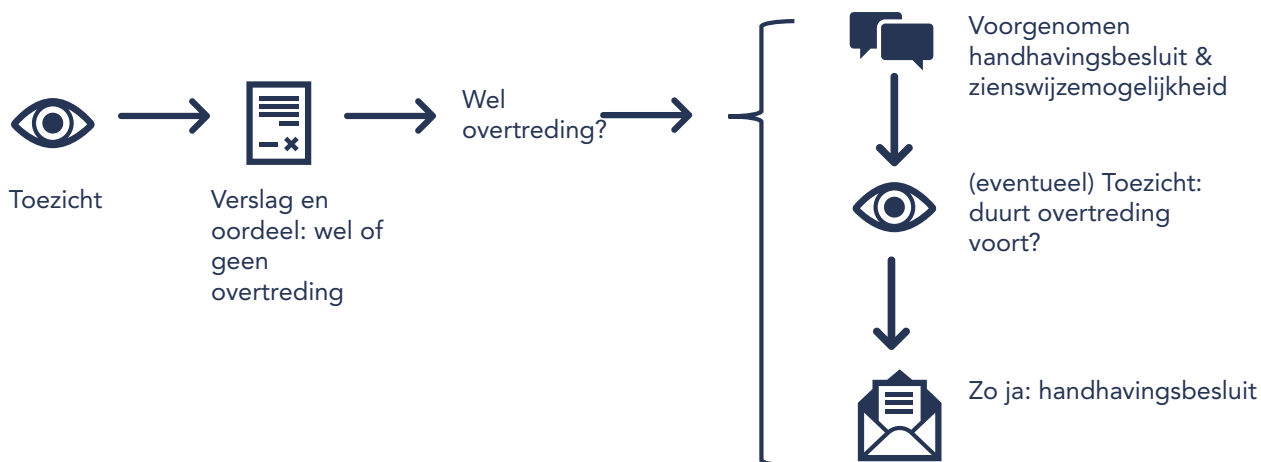 Toezicht
Verslag en
oordeel: wel of
geen
overtreding
Wel
overtreding?
Voorgenomen
handhavingsbesluit &
zienswijzemogelijkheid
(eventueel) Toezicht:
duurt overtreding
voort?
Zo ja: handhavingsbesluit